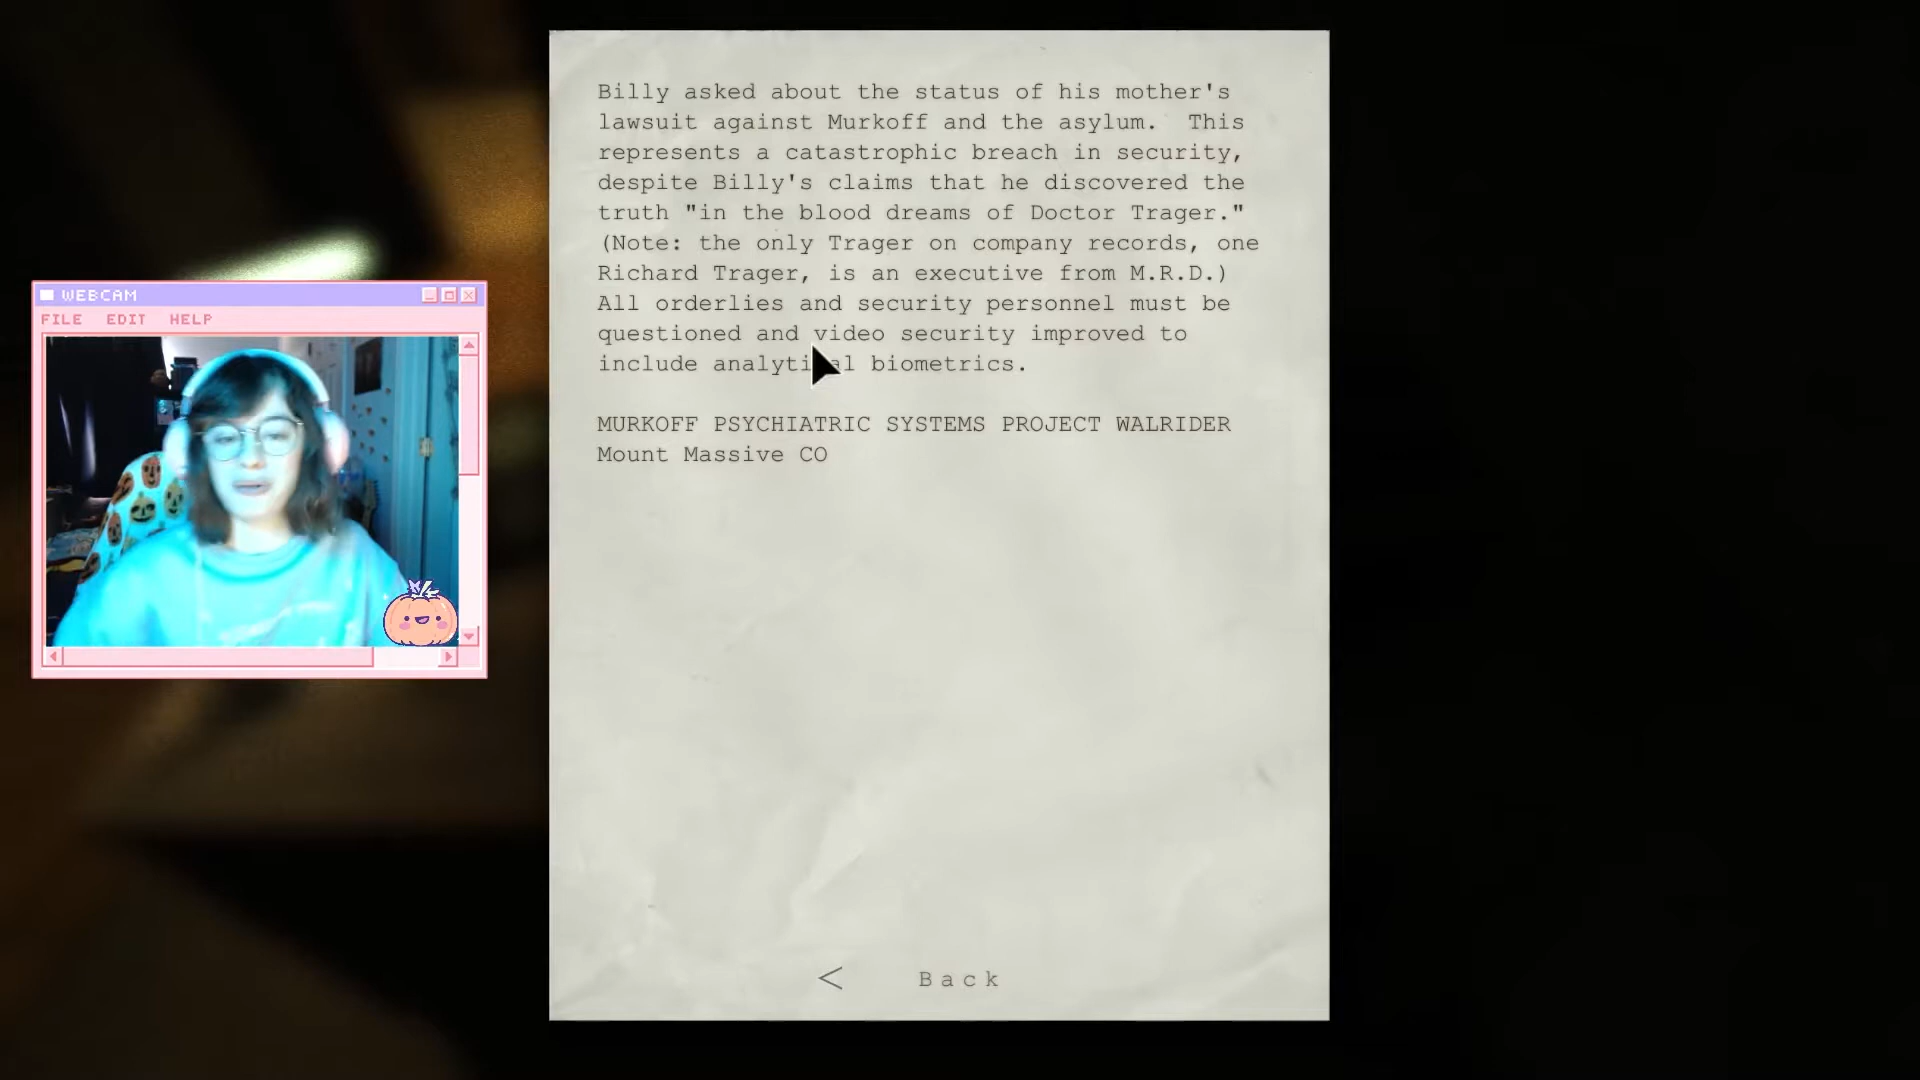 WEBCAM
FILE EDIT HELP
Billy asked about the status of his mother's
lawsuit against Murkoff and the asylum.  This
represents a catastrophic breach in security,
despite Billy's claims that he discovered the
truth "in the blood dreams of Doctor Trager."
(Note: the only Trager on company records, one
Richard Trager, is an executive from M.R.D.)
All orderlies and security personnel must be
questioned and video security improved to
include analytical biometrics.
MURKOFF PSYCHIATRIC SYSTEMS PROJECT WALRIDER
Mount Massive CO
< Back